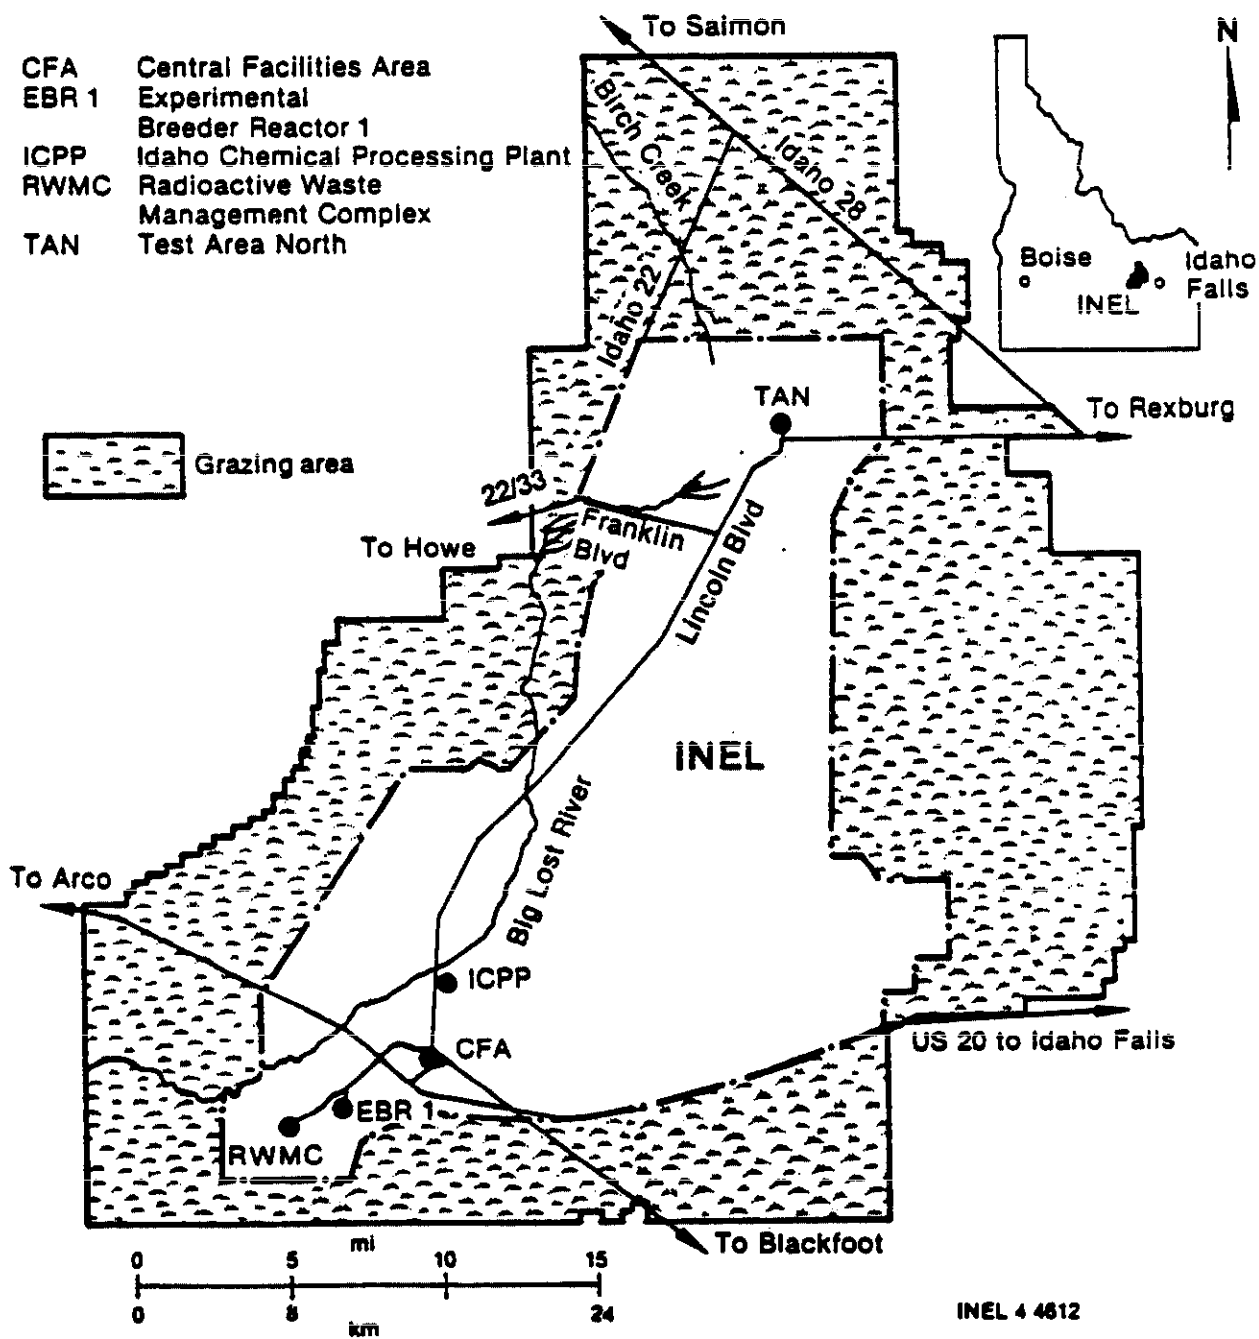 To Salmon
N
CFA Central Facilities Area
EBR 1 Experimental
Breeder Reactor 1
ICPP Idaho Chemical Processing Plant
RWMC Radioactive Waste
Management Complex
TAN Test Area North
Birch Creek
Idaho 28
Boise
Idaho
Falls
INEL
Idaho 22
TAN
To Rexburg
Grazing area
22/33
Franklin
Blvd
To Howe
Lincoln Blvd
INEL
Big Lost River
To Arco
ICPP
CFA
US 20 to Idaho Falls
EBR 1
RWMC
To Blackfoot
mi
0 5 10 15
0 8 24
km
INEL 4 4612